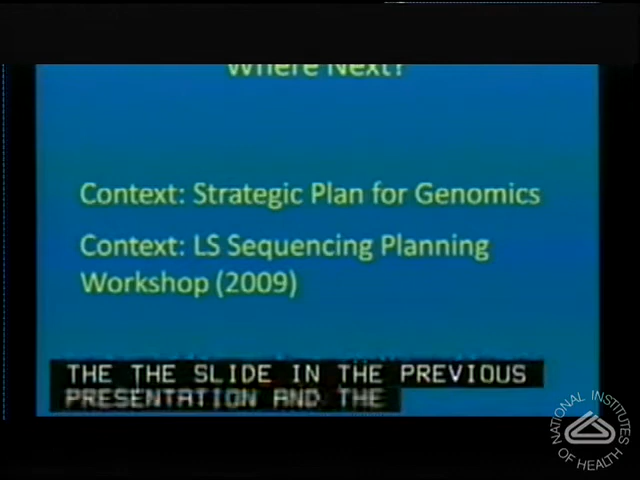 Where Next?
Context: Strategic Plan for Genomics
Context: LS Sequencing Planning
Workshop (2009)
THE THE SLIDE IN THE PREVIOUS
PRESENTATION AND THE
NATIONAL INSTITUTES
OF HEALTH